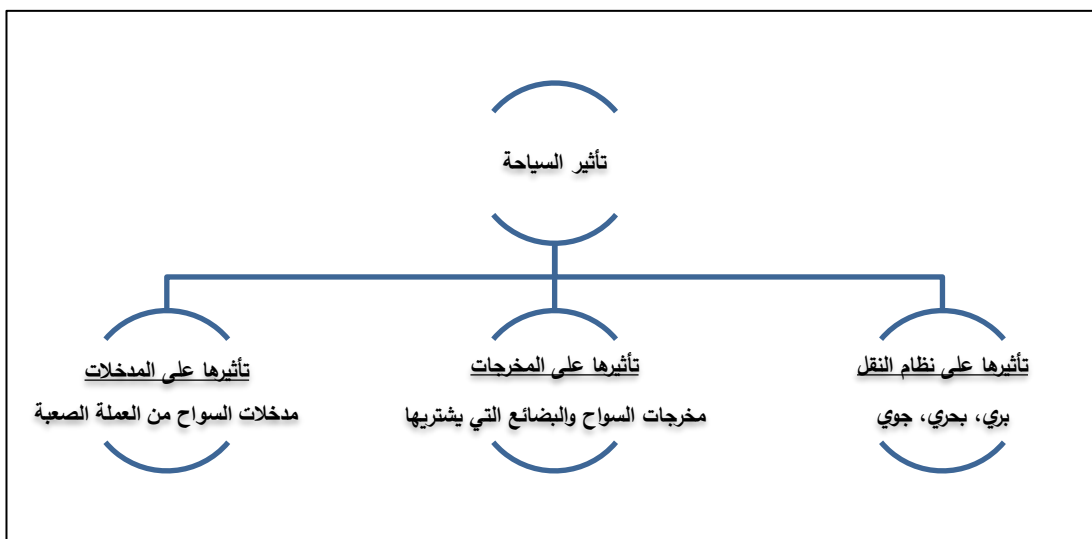 تأثير السياحة
تأثيرها على نظام النقل
بري، بحري، جوي
تأثيرها على المخرجات
مخرجات السواح والبضائع التي يشتريها
تأثيرها على المدخلات
مدخلات السواح من العملة الصعبة